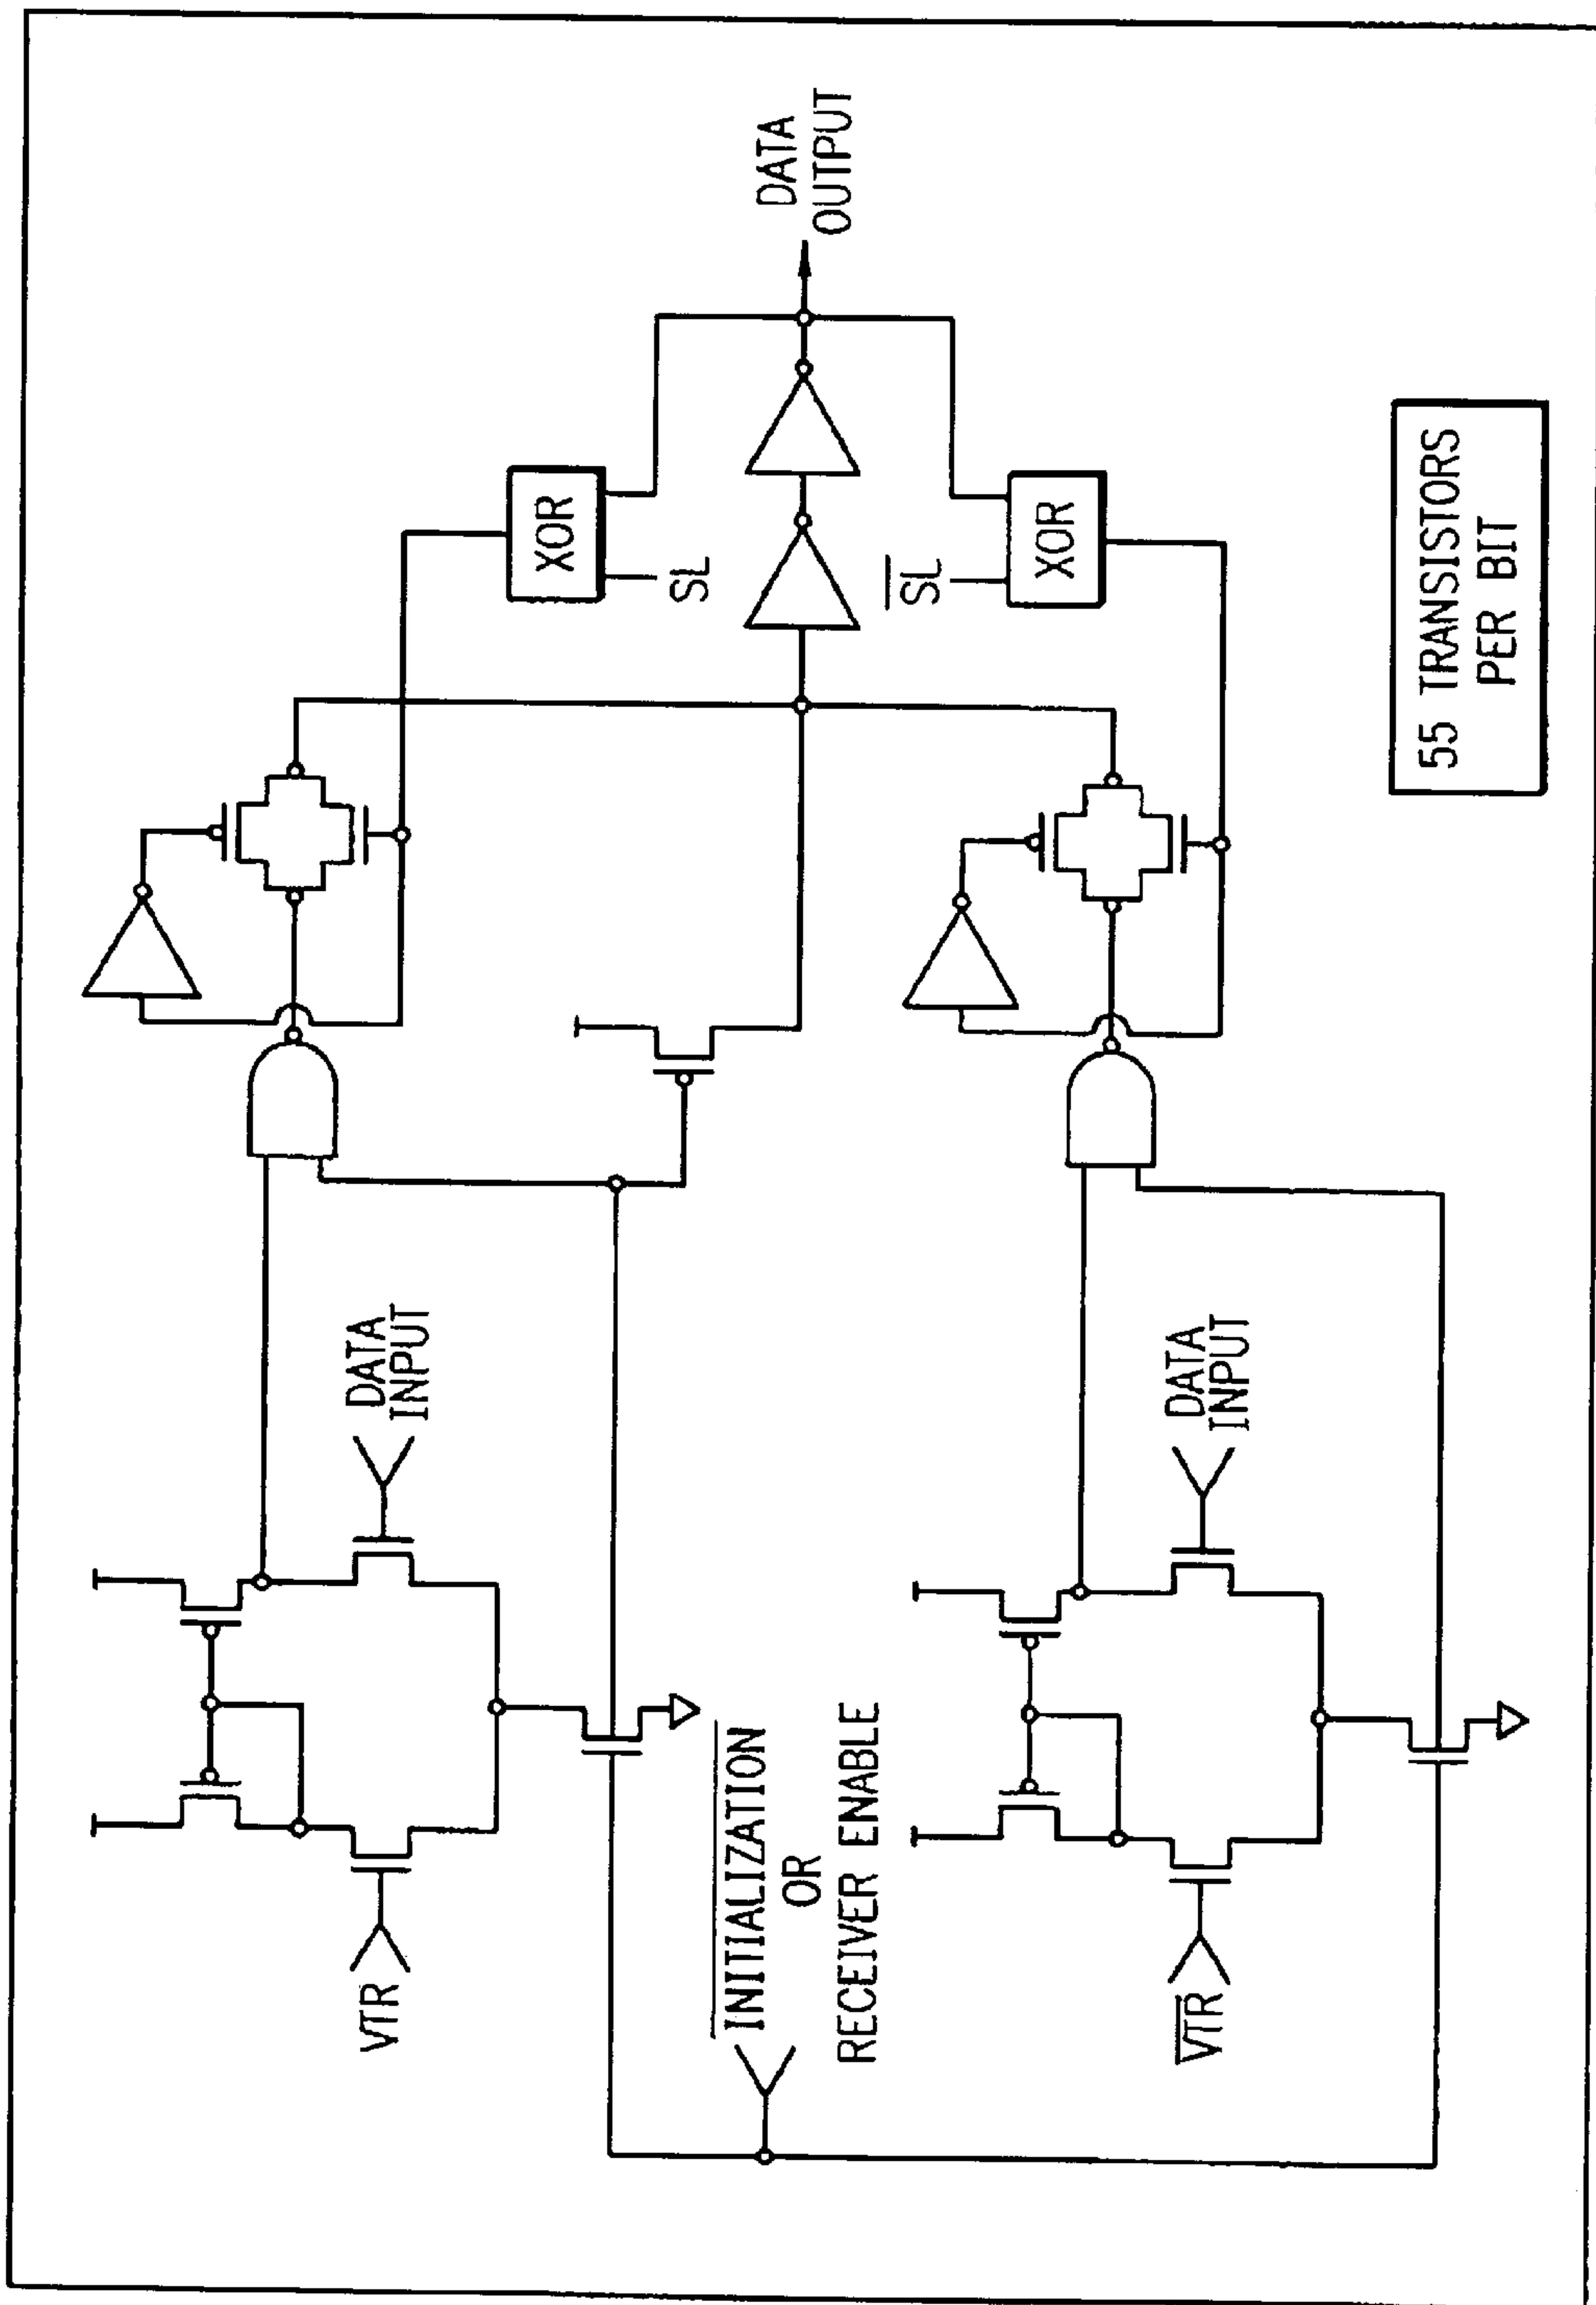 VTR
DATA
INPUT
XOR
SL
DATA
OUTPUT
INITIALIZATION
OR
RECEIVER ENABLE
SL
XOR
VTR
DATA
INPUT
55 TRANSISTORS
PER BIT